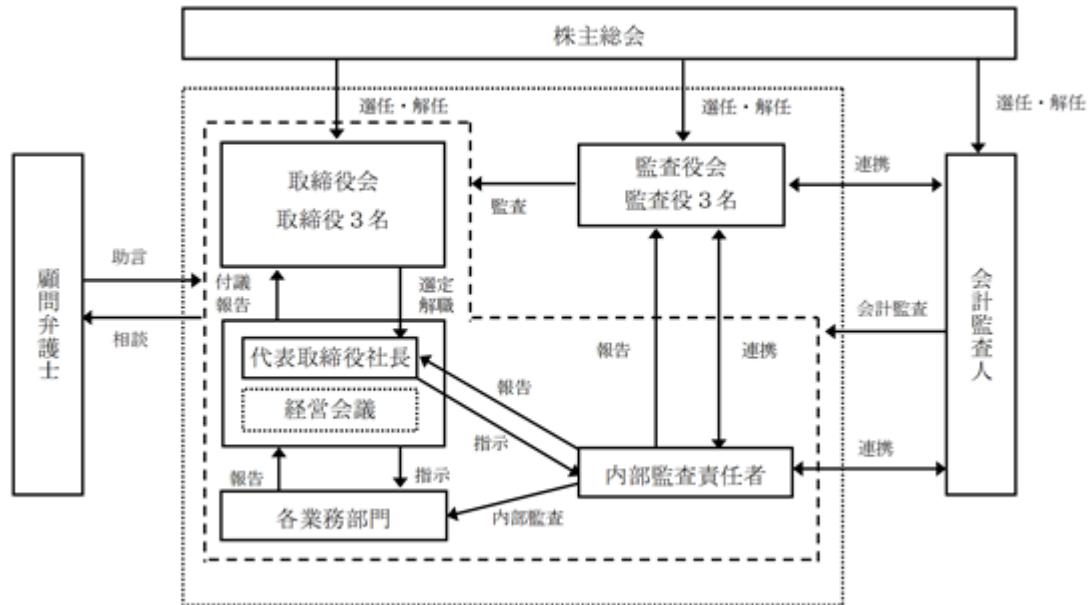 株主総会
選任・解任
選任・解任
選任・解任
取締役会
取締役３名
監査役会
監査役３名
連携
監査
助言
相談
顧問弁護士
付議
報告
選定
解職
代表取締役社長
経営会議
報告
指示
報告
連携
会計監査
会計監査人
報告
指示
内部監査責任者
連携
各業務部門
内部監査